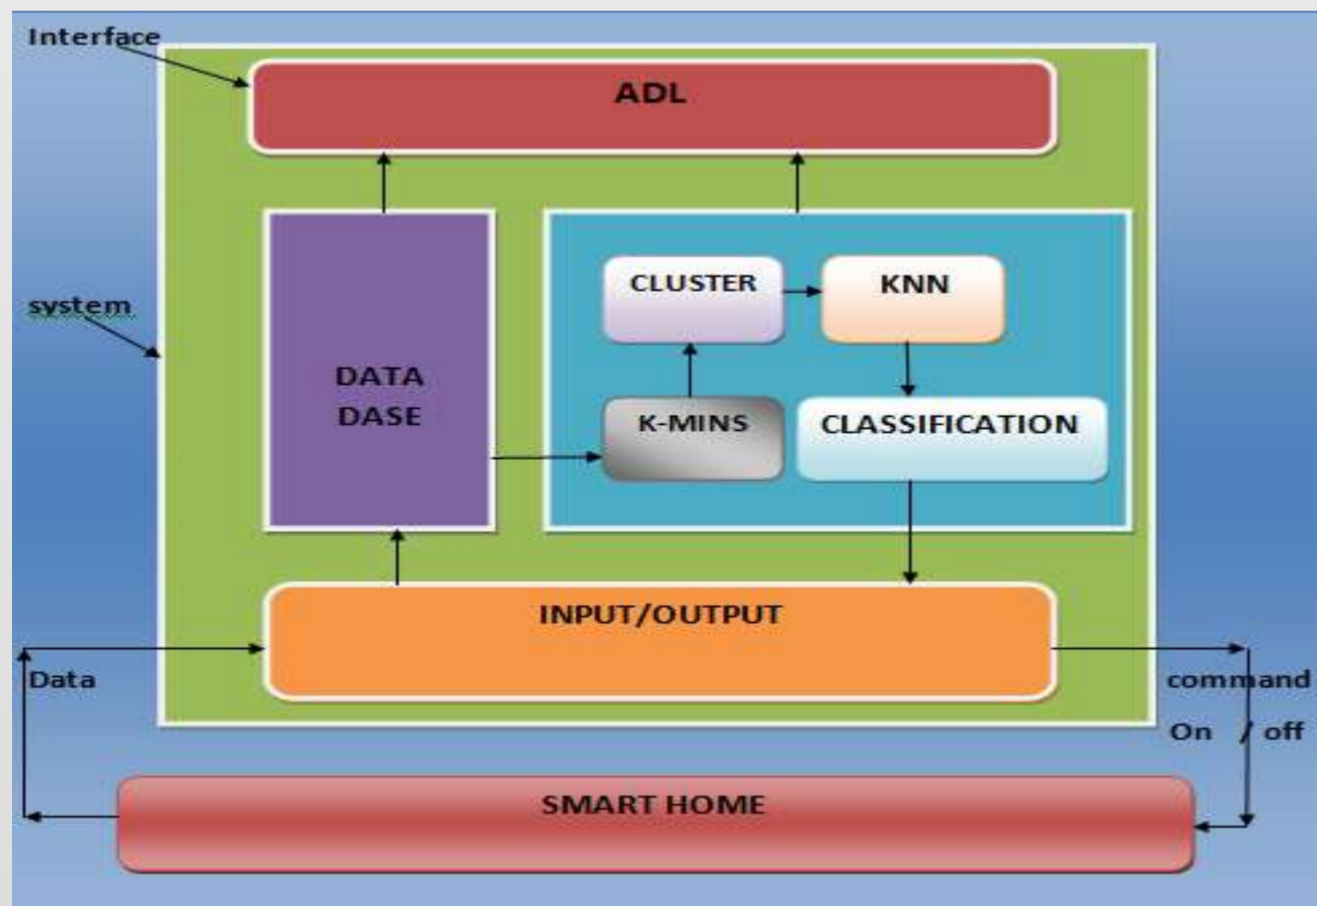 Interface
ADL
CLUSTER
KNN
system
DATA
DASE
K-MINS
CLASSIFICATION
INPUT/OUTPUT
Data
command
On / off
SMART HOME